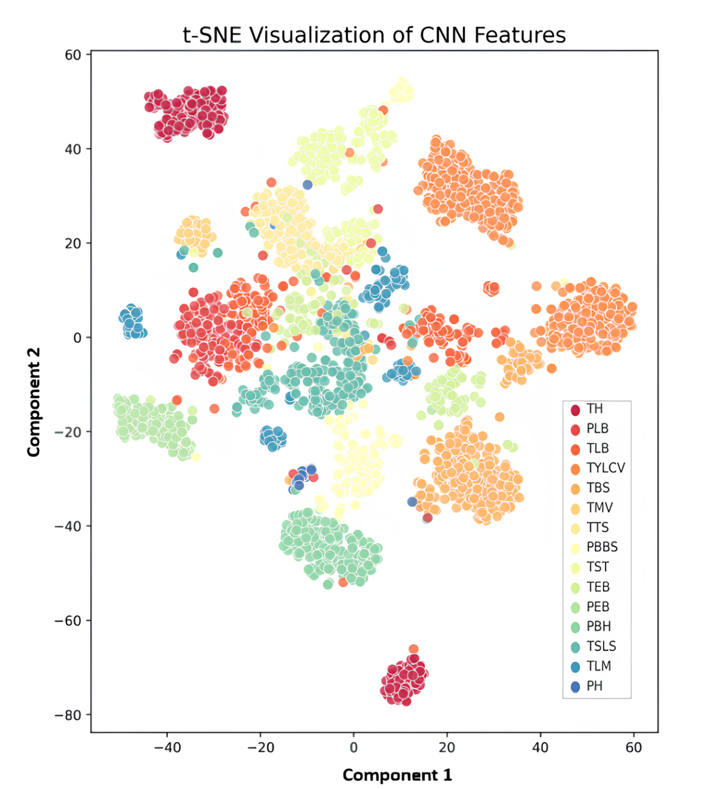 t-SNE Visualization of CNN Features
60
40
20
0
−20
−40
−60
−80
Component 2
−40
−20
0
20
40
60
Component 1
TH
PLB
TLB
TYLCV
TBS
TMV
TTS
PBBS
TST
TEB
PEB
PBH
TSLS
TLM
PH